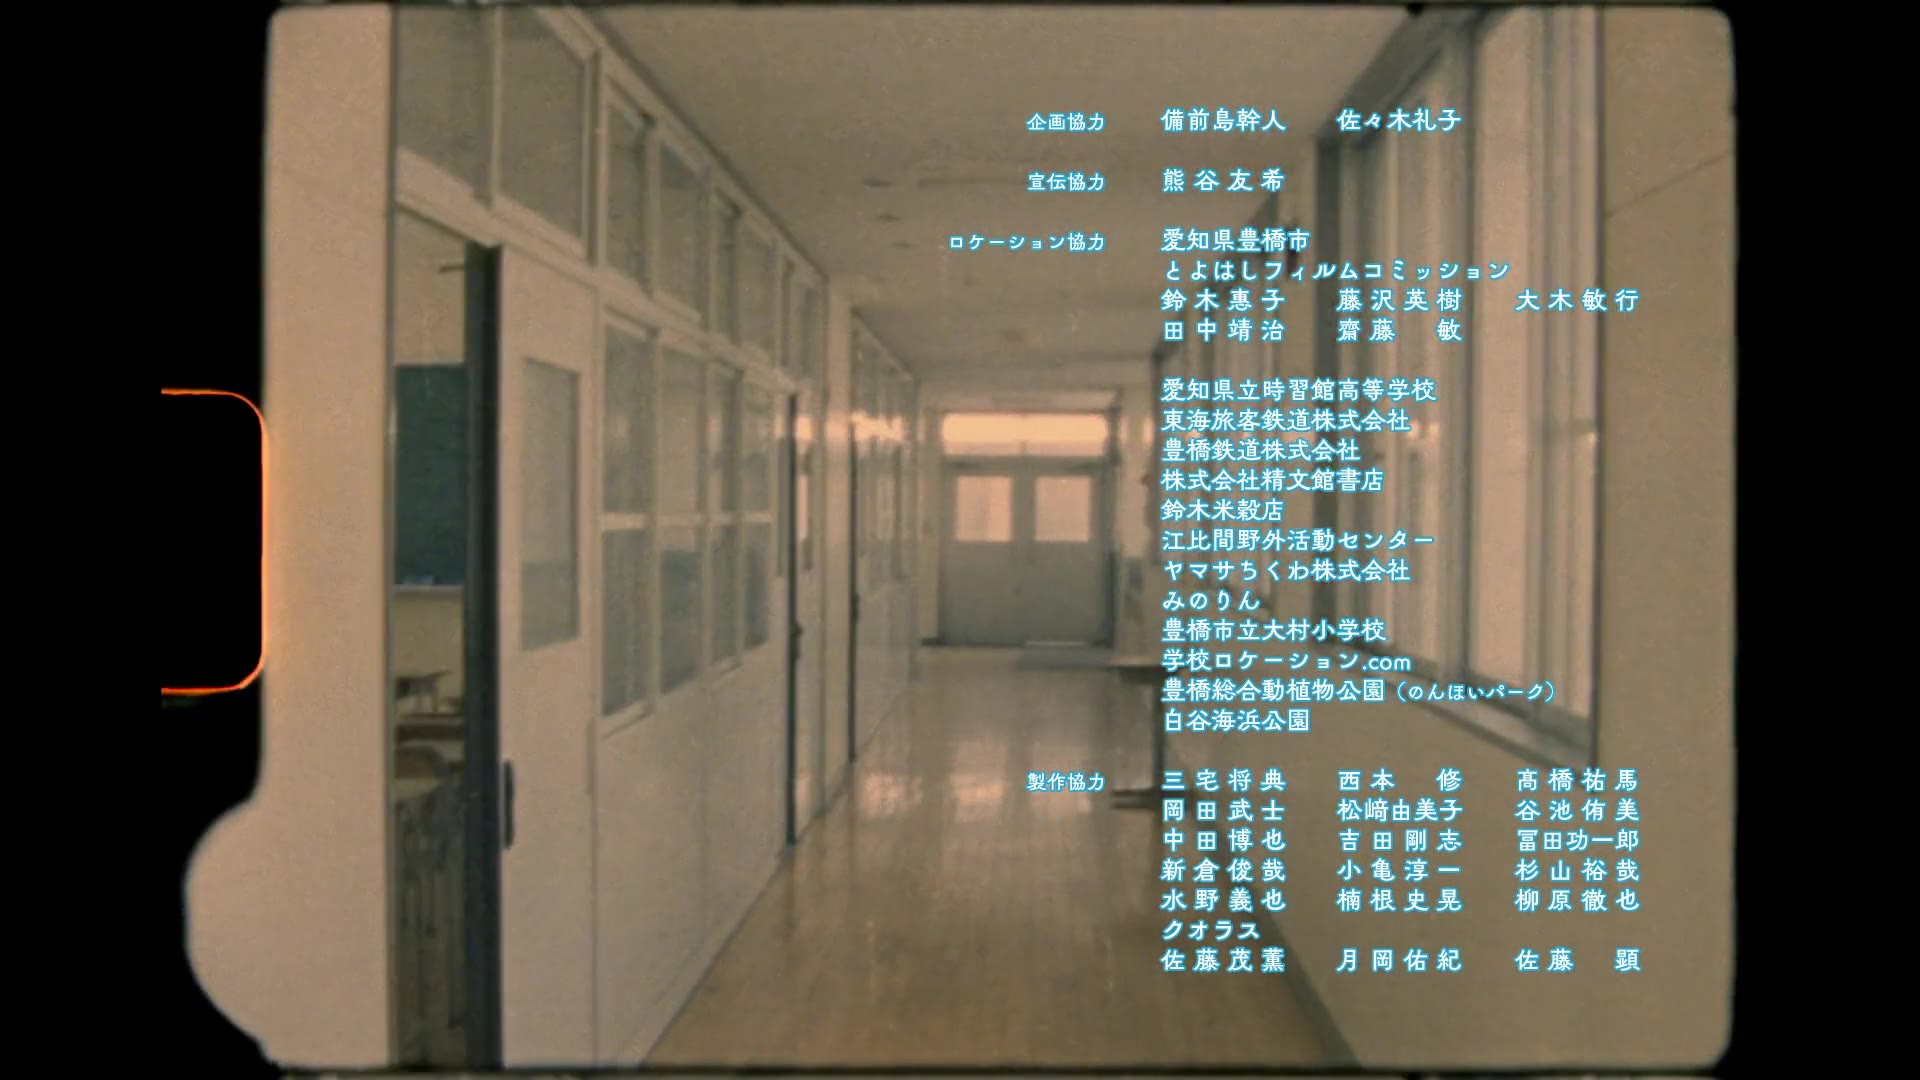 企画協力 備前島幹人 佐々木礼子
宣伝協力 熊谷友希
ロケーション協力 愛知県豊橋市
とよはしフィルムコミッション
鈴木惠子 藤沢英樹 大木敏行
田中靖治 齋藤 敏
愛知県立時習館高等学校
東海旅客鉄道株式会社
豊橋鉄道株式会社
株式会社精文館書店
鈴木米穀店
江比間野外活動センター
ヤマサちくわ株式会社
みのりん
豊橋市立大村小学校
学校ロケーション.com
豊橋総合動植物公園（のんほいパーク）
白谷海浜公園
製作協力 三宅将典 西本 修 髙橋祐馬
岡田武士 松﨑由美子 谷池侑美
中田博也 吉田剛志 冨田功一郎
新倉俊哉 小亀淳一 杉山裕哉
水野義也 楠根史晃 柳原徹也
クオラス
佐藤茂薫 月岡佑紀 佐藤 顕